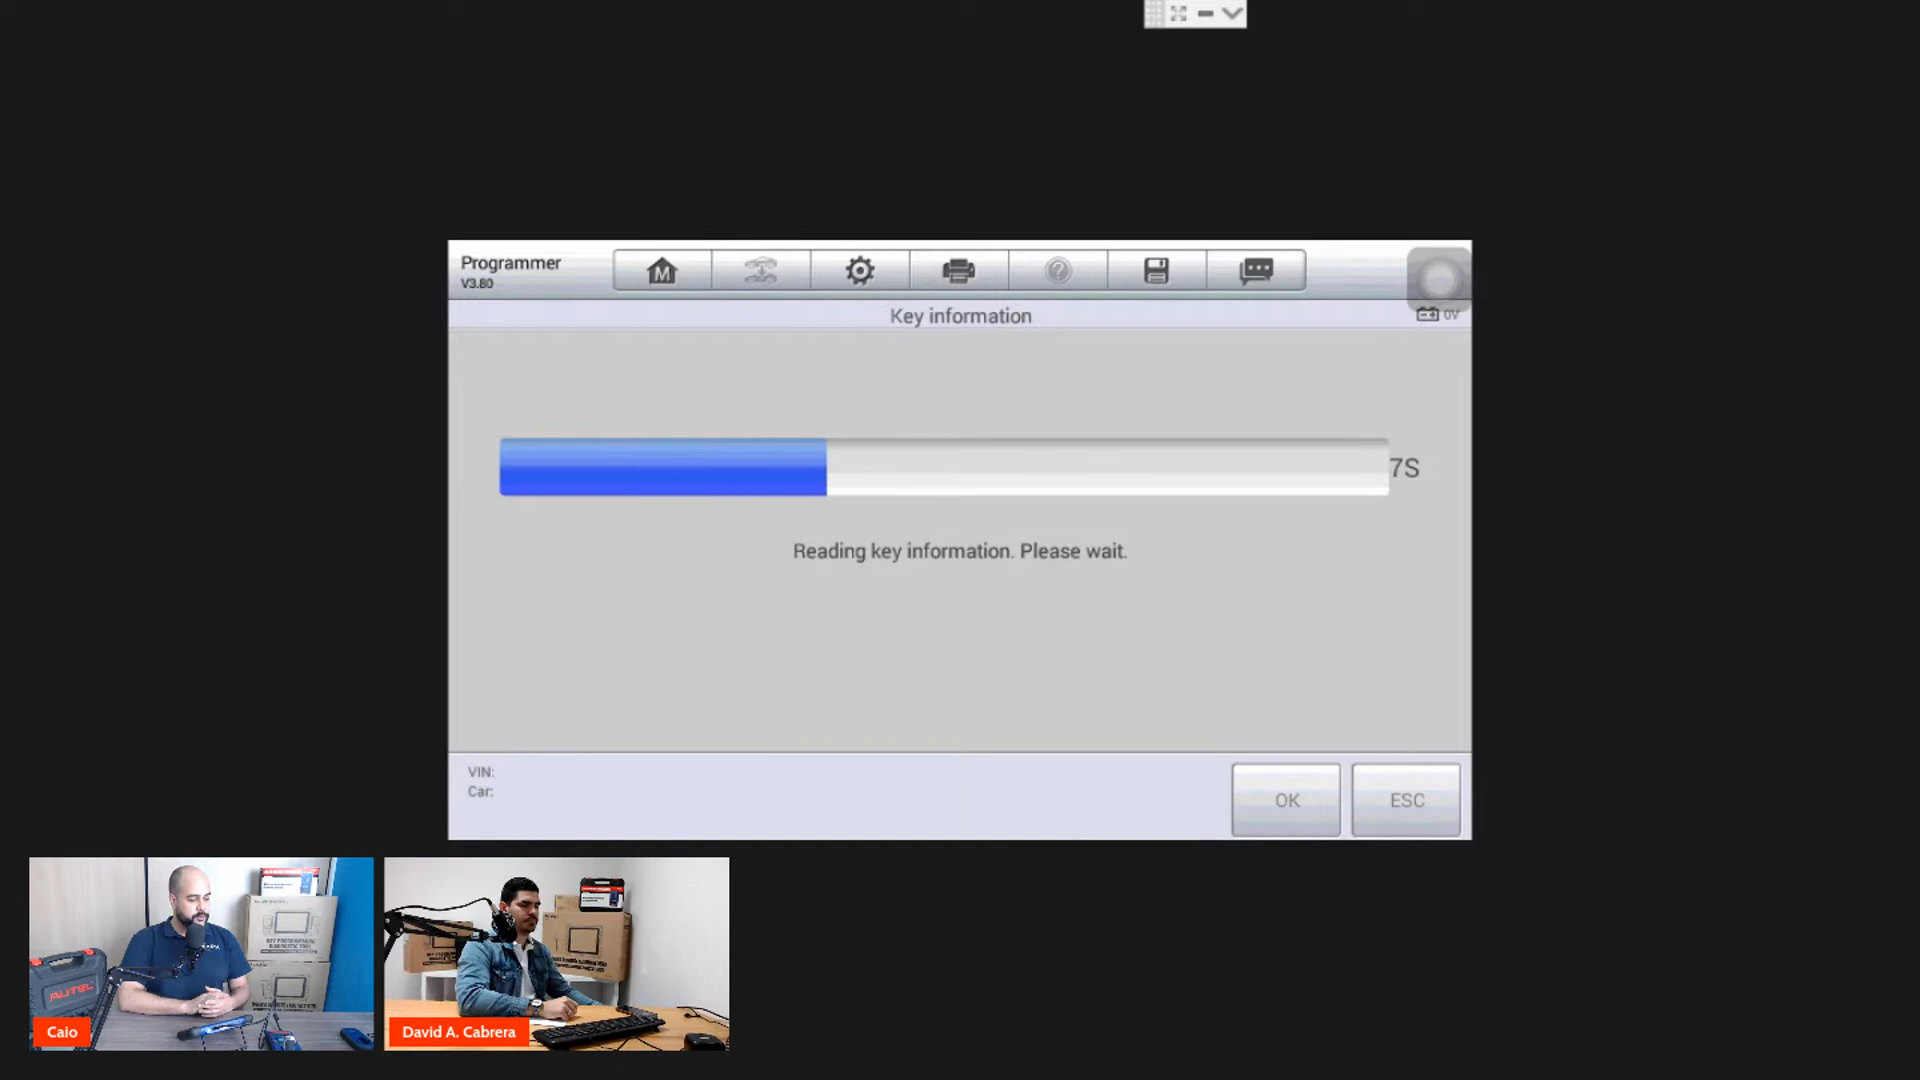 Programmer
V3.80
M
Key information
0V
7S
Reading key information. Please wait.
VIN:
Car:
OK
ESC
AUTEL
Caio
David A. Cabrera